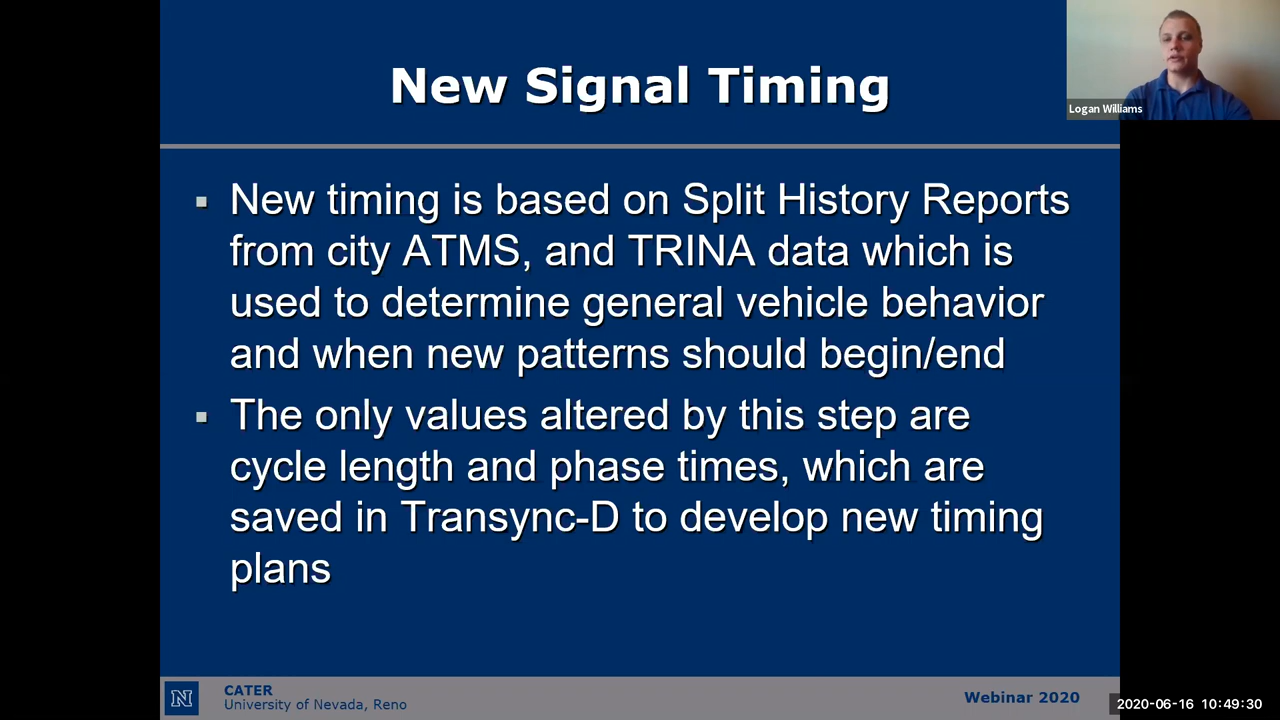 New Signal Timing
Logan Williams
▪ New timing is based on Split History Reports
from city ATMS, and TRINA data which is
used to determine general vehicle behavior
and when new patterns should begin/end
▪ The only values altered by this step are
cycle length and phase times, which are
saved in Transync-D to develop new timing
plans
N
CATER
University of Nevada, Reno
Webinar 2020
2020-06-16 10:49:30